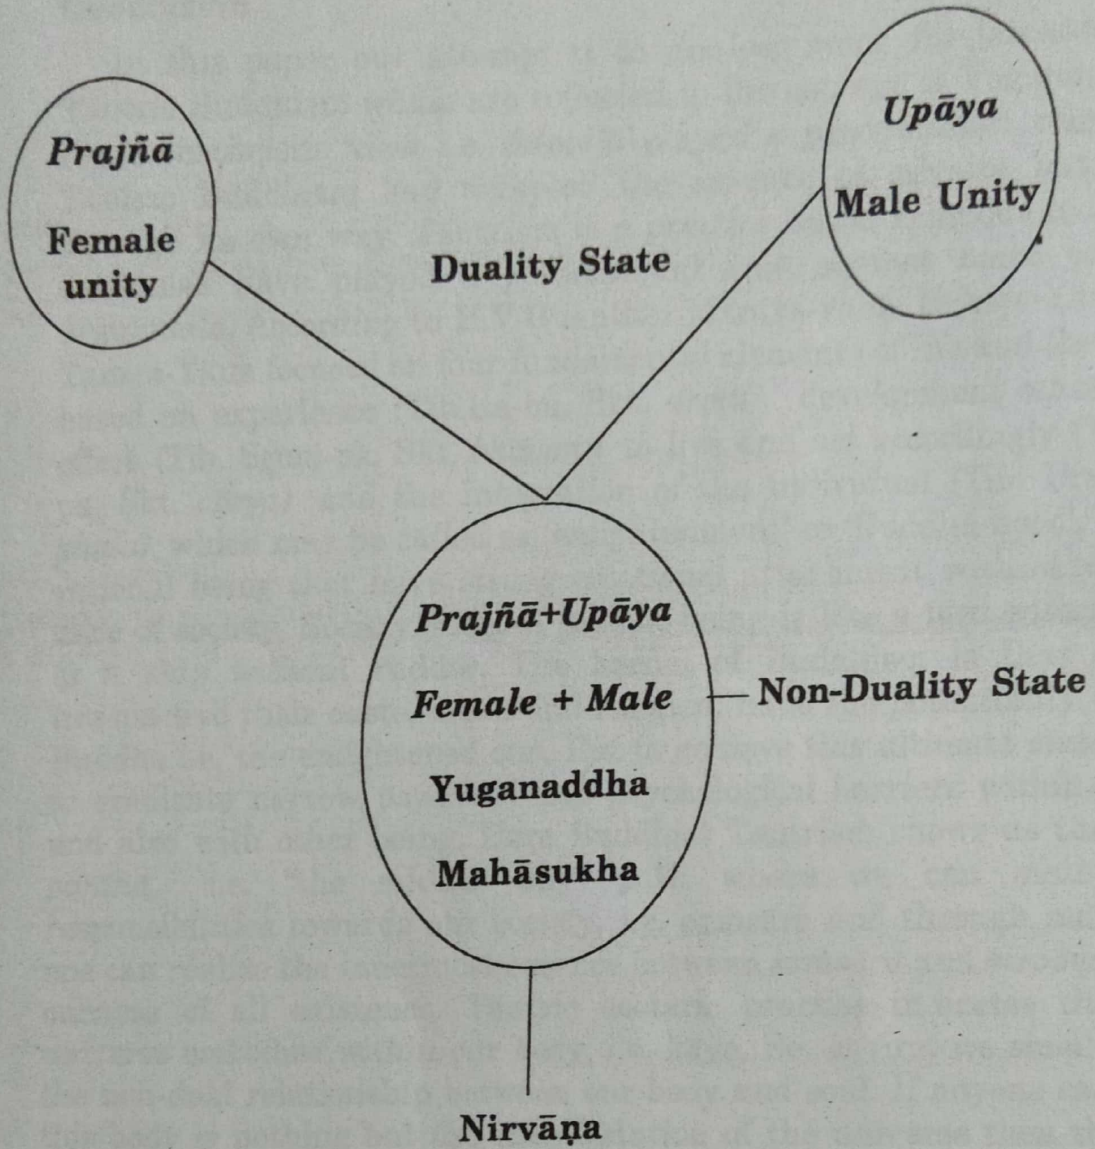 Prajñā
Female
unity
Upāya
Male Unity
Duality State
Prajñā+Upāya
Female + Male
Non-Duality State
Yuganaddha
Mahāsukha
Nirvāṇa